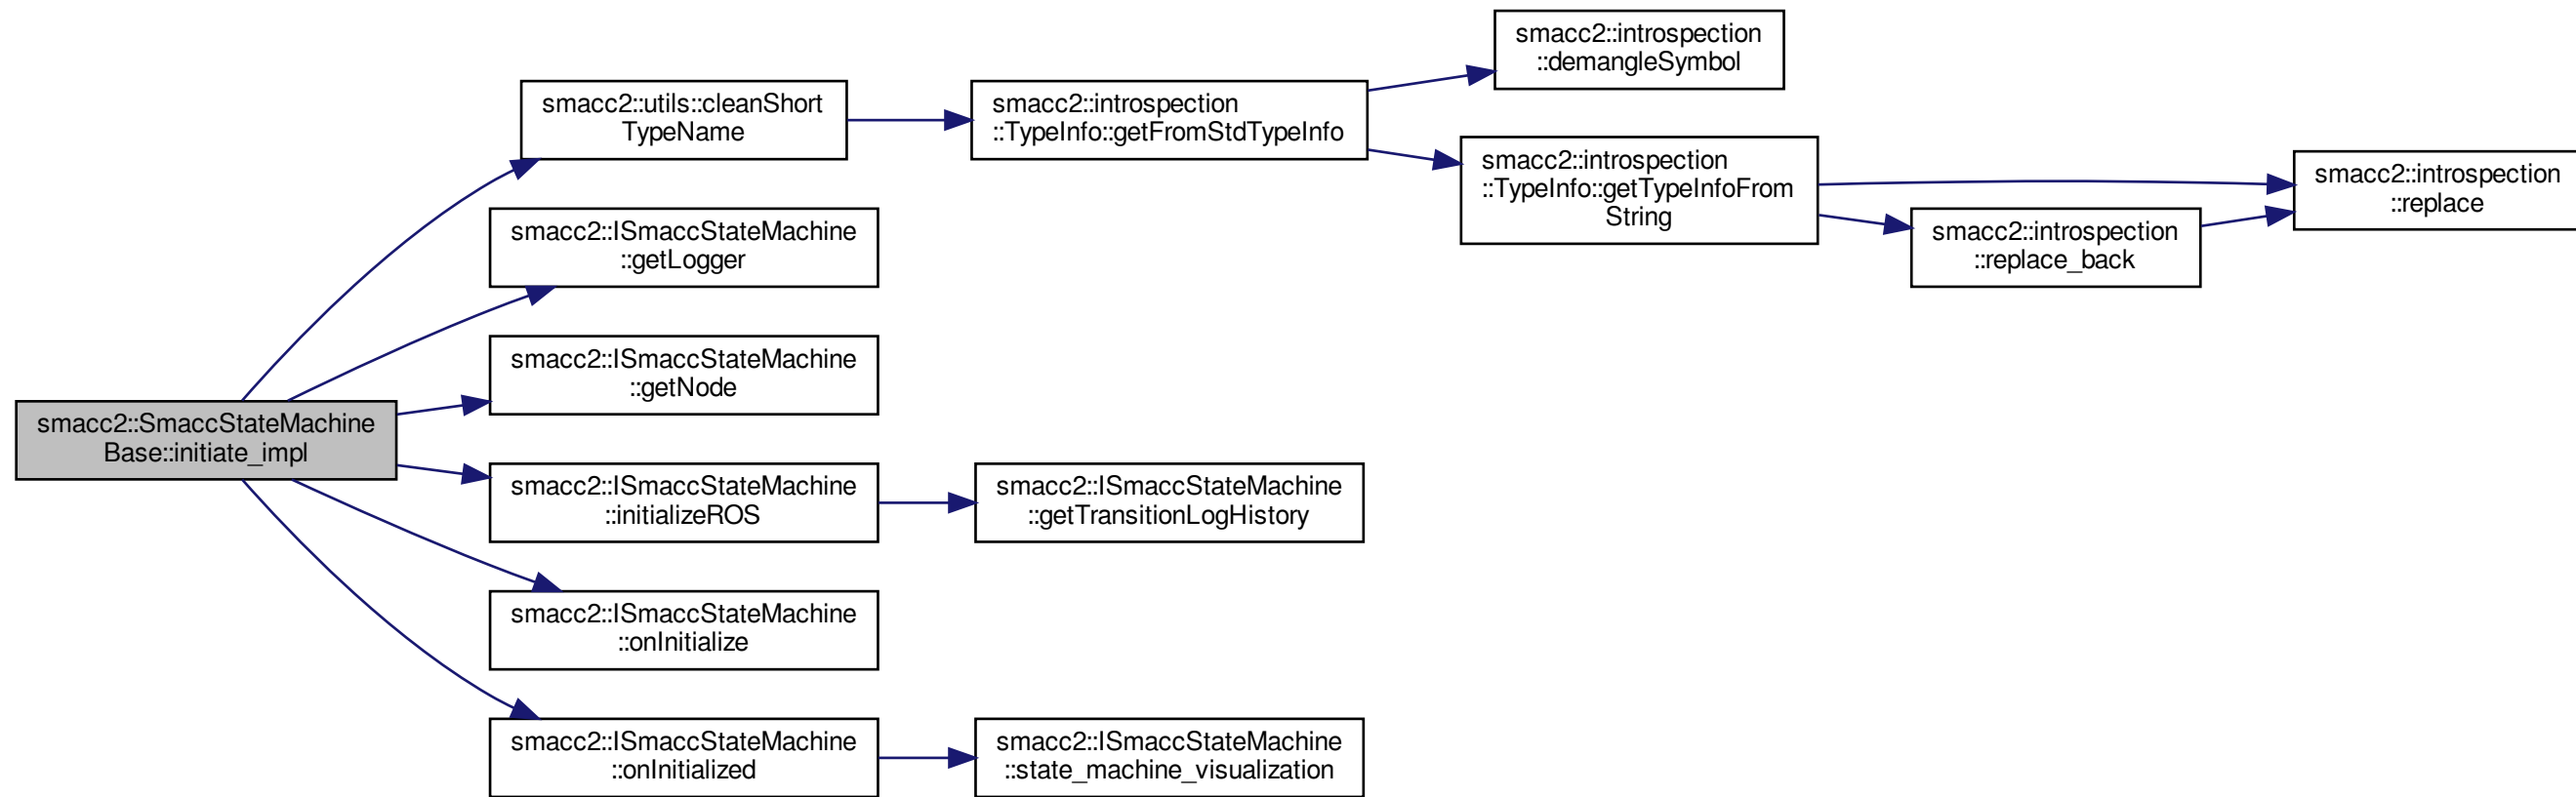 smacc2::introspection
::demangleSymbol
smacc2::utils::cleanShort
TypeName
smacc2::introspection
::TypeInfo::getFromStdTypeInfo
smacc2::introspection
::TypeInfo::getTypeInfoFrom
String
smacc2::introspection
::replace
smacc2::ISmaccStateMachine
::getLogger
smacc2::introspection
::replace_back
smacc2::ISmaccStateMachine
::getNode
smacc2::SmaccStateMachine
Base::initiate_impl
smacc2::ISmaccStateMachine
::initializeROS
smacc2::ISmaccStateMachine
::getTransitionLogHistory
smacc2::ISmaccStateMachine
::onInitialize
smacc2::ISmaccStateMachine
::onInitialized
smacc2::ISmaccStateMachine
::state_machine_visualization